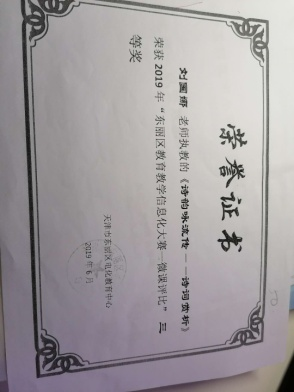 荣誉证书
刘国博 老师执教的《诗韵咏流传——诗词赏析》
荣获2019年“东丽区教育教学信息化大赛—微课评比”三
等奖
天津市东丽区电化教育中心
2019年6月